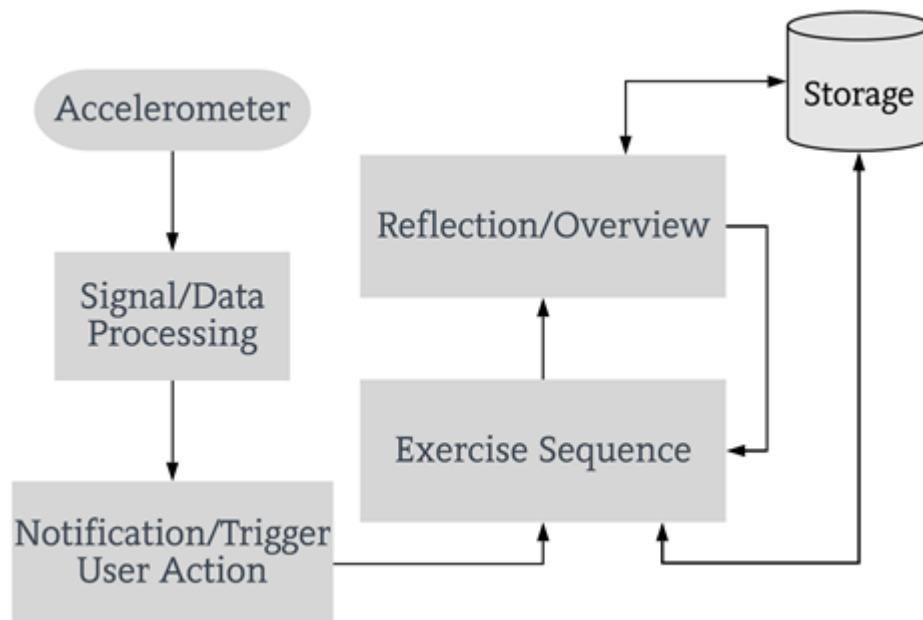 Accelerometer
Signal/Data
Processing
Notification/Trigger
User Action
Storage
Reflection/Overview
Exercise Sequence